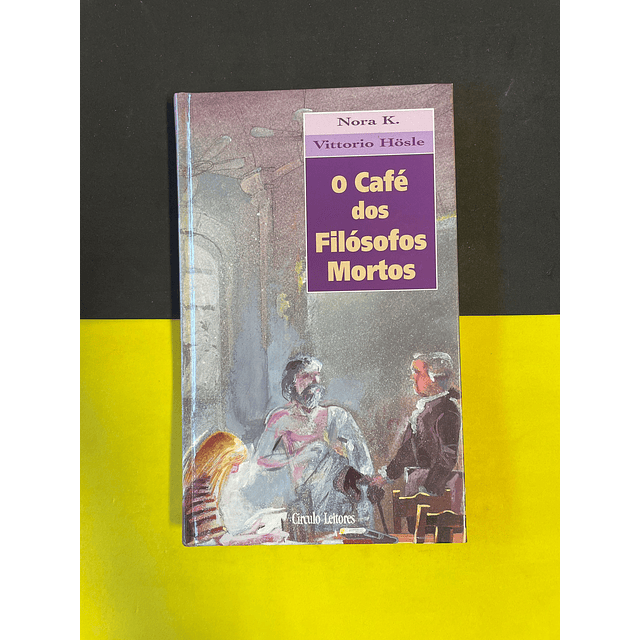 Nora K.
Vittorio Hösle
O Café
dos
Filósofos
Mortos
Círculo Leitores